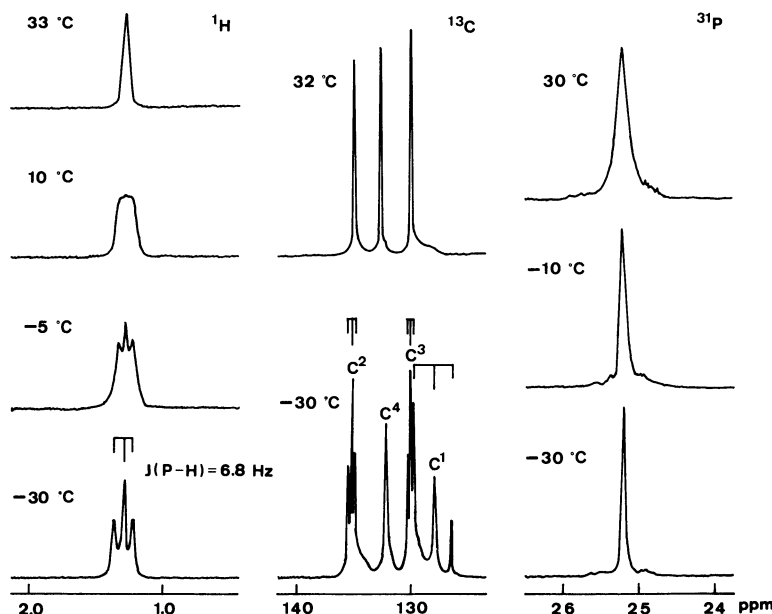 ¹H
33 °C
10 °C
−5 °C
−30 °C
J(P-H)=6.8 Hz
2.0 1.0
¹³C
32 °C
−30 °C
C²
C³
C⁴
C¹
140 130
³¹P
30 °C
−10 °C
−30 °C
26 25 24 ppm